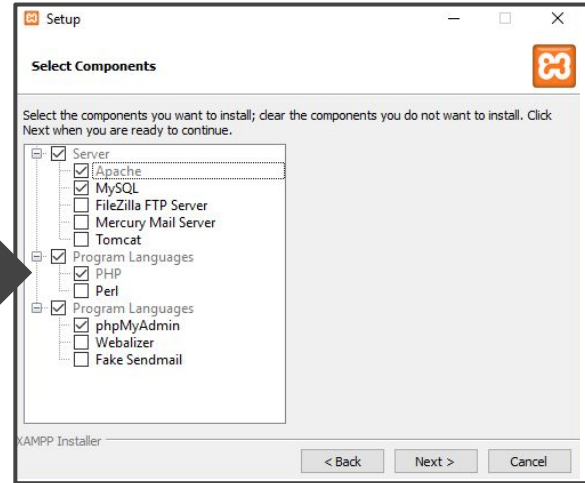 Setup
Select Components
Select the components you want to install; clear the components you do not want to install. Click
Next when you are ready to continue.
Server
Apache
MySQL
FileZilla FTP Server
Mercury Mail Server
Tomcat
Program Languages
PHP
Perl
Program Languages
phpMyAdmin
Webalizer
Fake Sendmail
XAMPP Installer
< Back Next > Cancel